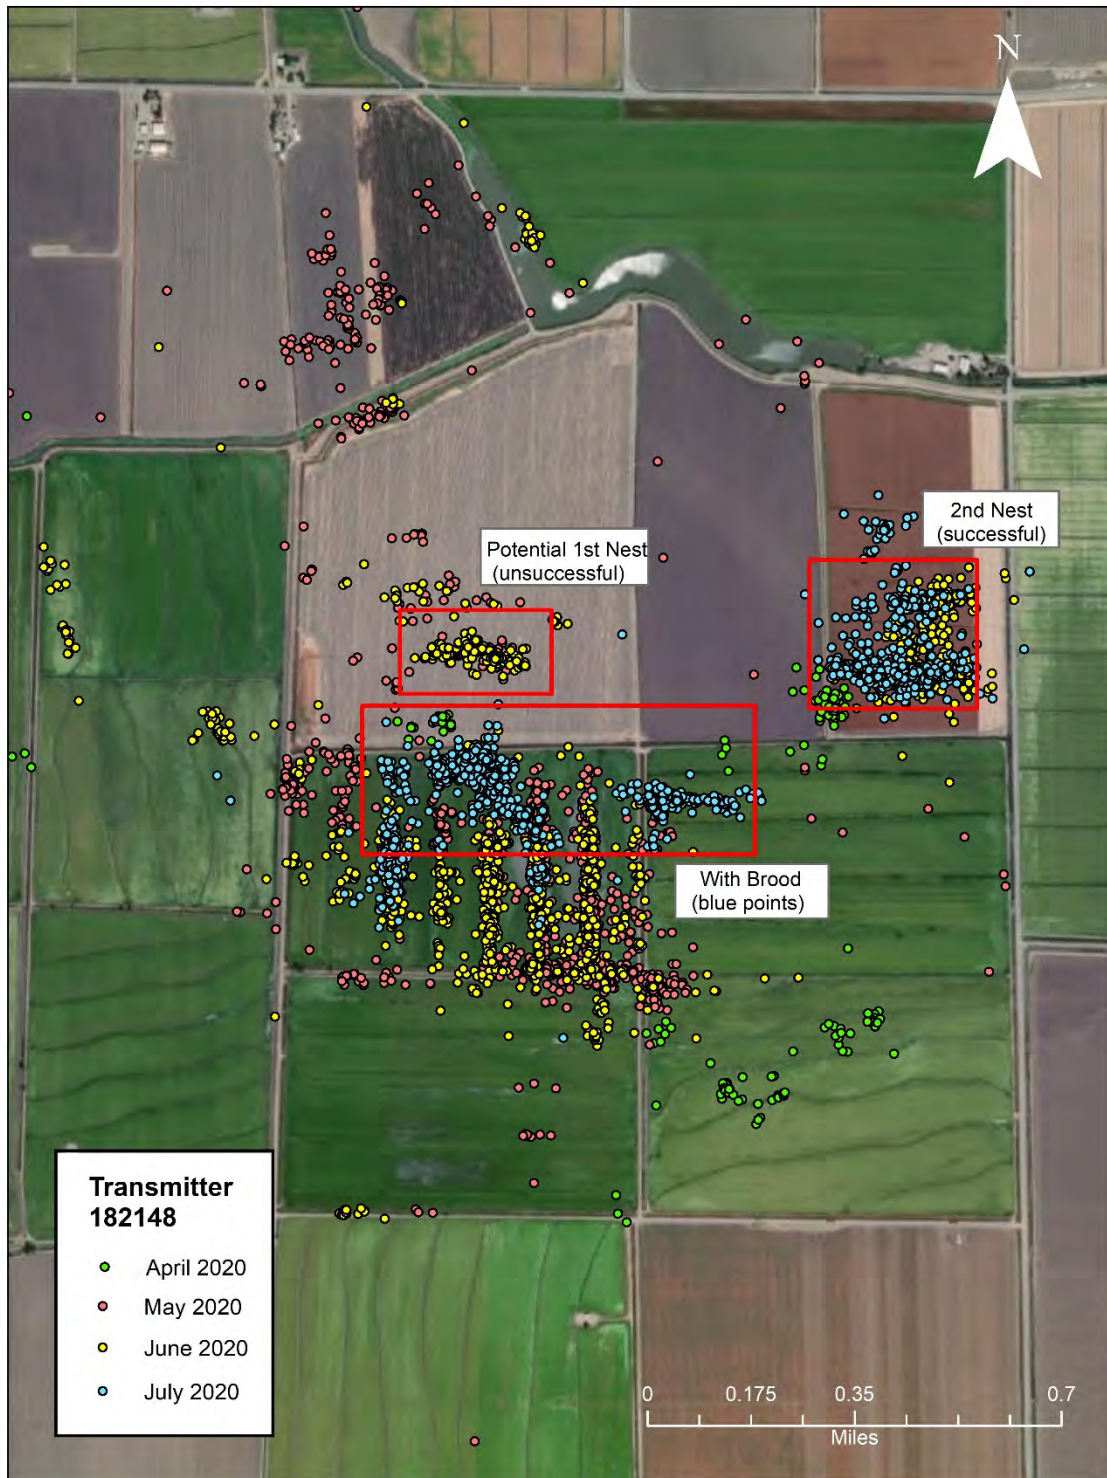 N
2nd Nest
(successful)
Potential 1st Nest
(unsuccessful)
With Brood
(blue points)
Transmitter
182148
April 2020
May 2020
June 2020
July 2020
0 0.175 0.35 0.7
Miles